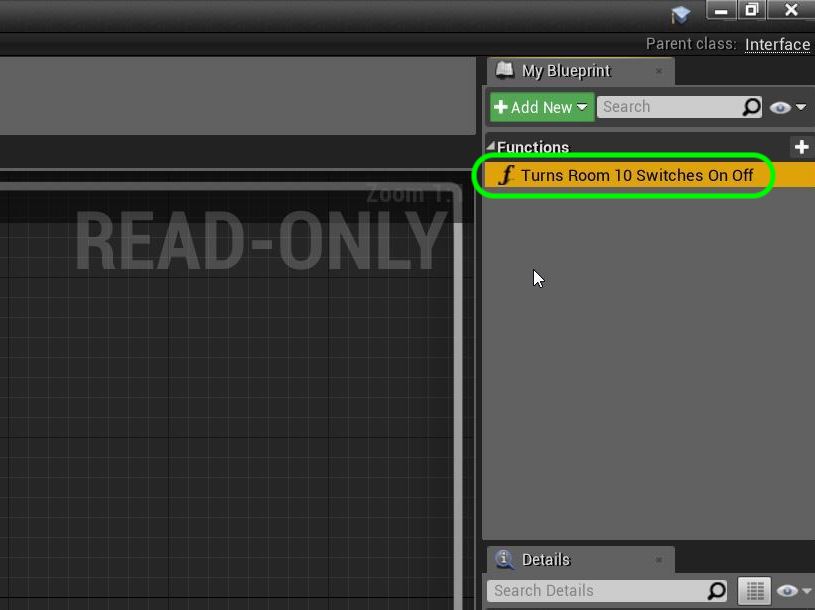 Parent class: Interface
My Blueprint
Add New
Search
Functions
f Turns Room 10 Switches On Off
Zoom 1:1
READ-ONLY
Details
Search Details